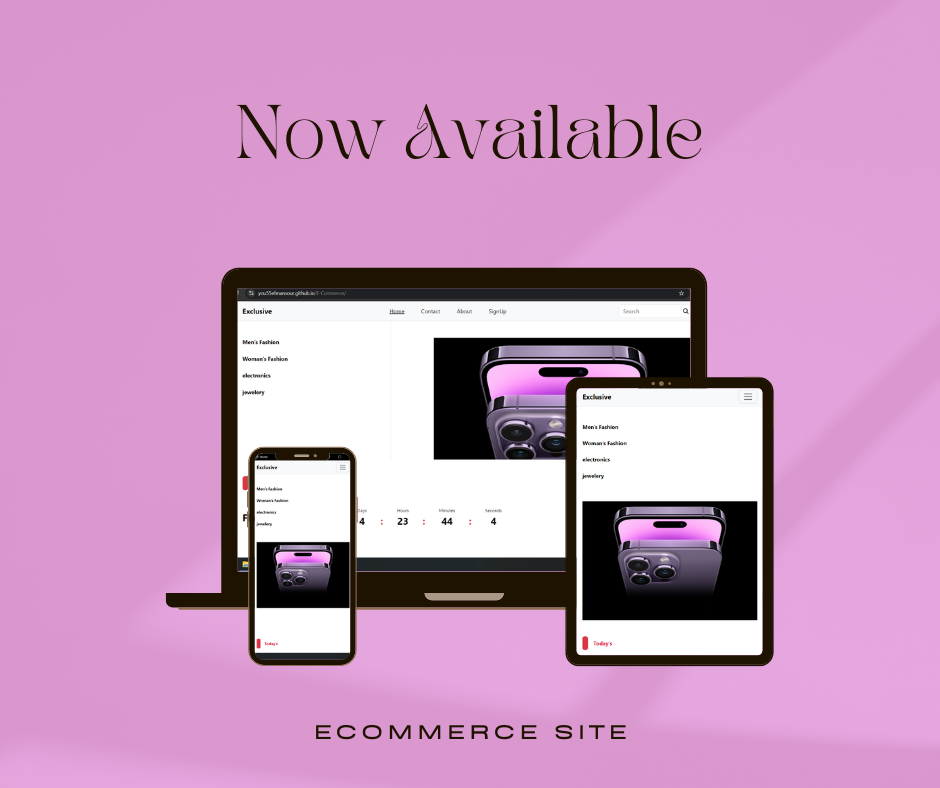 Now Available
you55efmansour.github.io/E-Commerce/
Exclusive
Home Contact About SignUp
Search
Men's Fashion
Woman's Fashion
electronics
jewelery
Days Hours Minutes Seconds
4 : 23 : 44 : 4
Exclusive
Men's Fashion
Woman's Fashion
electronics
jewelery
Today's
Exclusive
Men's Fashion
Woman's Fashion
electronics
jewelery
Today's
ECOMMERCE SITE